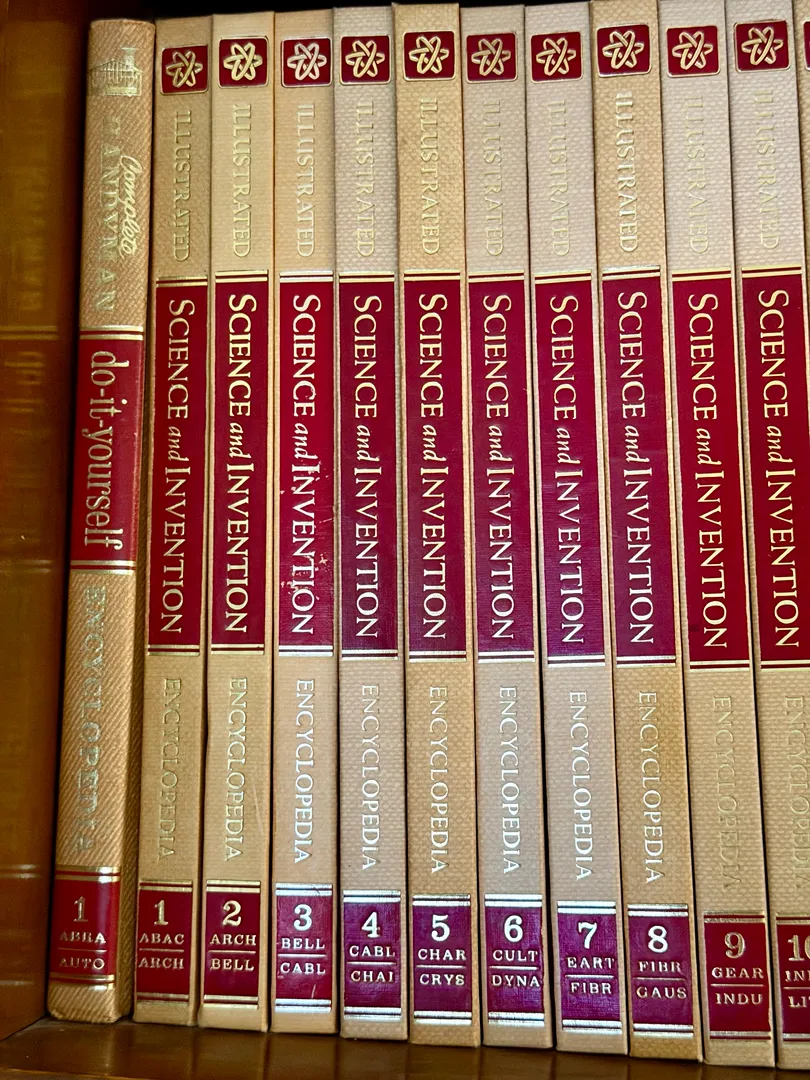 Complete
HANDYMAN
do-it-yourself
ENCYCLOPEDIA
1
ABRA
AUTO
ILLUSTRATED
SCIENCE and INVENTION
ENCYCLOPEDIA
1
ABAC
ARCH
ILLUSTRATED
SCIENCE and INVENTION
ENCYCLOPEDIA
2
ARCH
BELL
ILLUSTRATED
SCIENCE and INVENTION
ENCYCLOPEDIA
3
BELL
CABL
ILLUSTRATED
SCIENCE and INVENTION
ENCYCLOPEDIA
4
CABL
CHAI
ILLUSTRATED
SCIENCE and INVENTION
ENCYCLOPEDIA
5
CHAR
CRYS
ILLUSTRATED
SCIENCE and INVENTION
ENCYCLOPEDIA
6
CULT
DYNA
ILLUSTRATED
SCIENCE and INVENTION
ENCYCLOPEDIA
7
EART
FIBR
ILLUSTRATED
SCIENCE and INVENTION
ENCYCLOPEDIA
8
FIBR
GAUS
ILLUSTRATED
SCIENCE and INVENTION
ENCYCLOPEDIA
9
GEAR
INDU
ILLUSTRATED
SCIENCE and INVENTION
ENCYCLOPEDIA
10